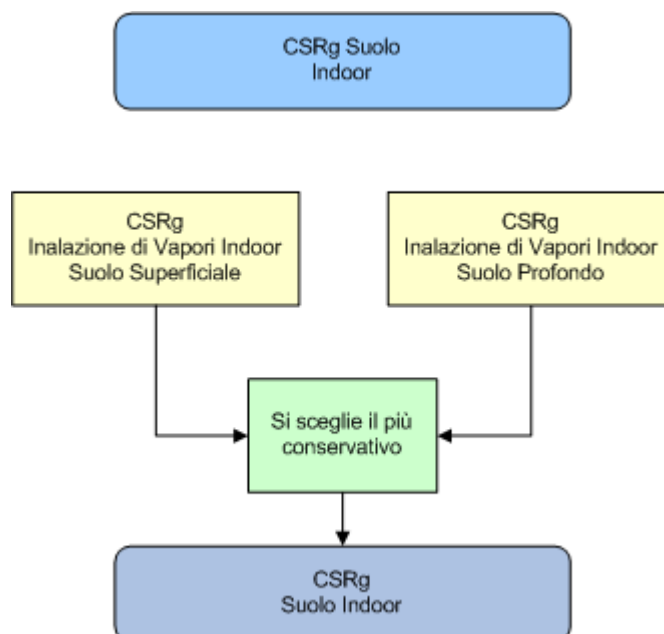 CSRg Suolo
Indoor
CSRg
Inalazione di Vapori Indoor
Suolo Superficiale
CSRg
Inalazione di Vapori Indoor
Suolo Profondo
Si sceglie il più
conservativo
CSRg
Suolo Indoor